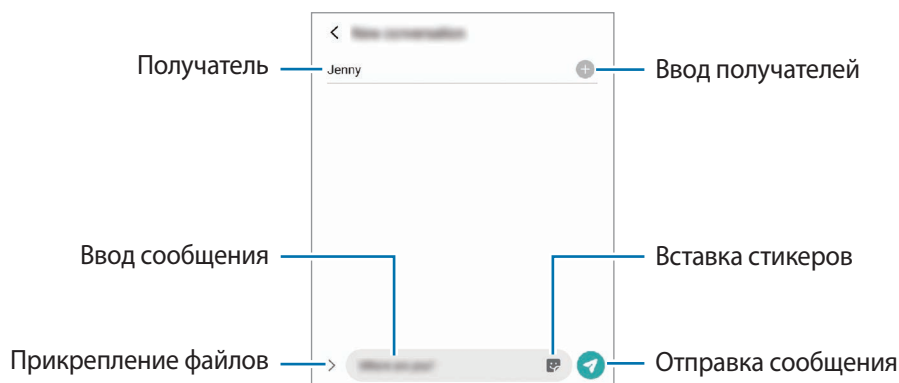 Получатель
Jenny
Ввод получателей
Ввод сообщения
Вставка стикеров
Прикрепление файлов
Отправка сообщения